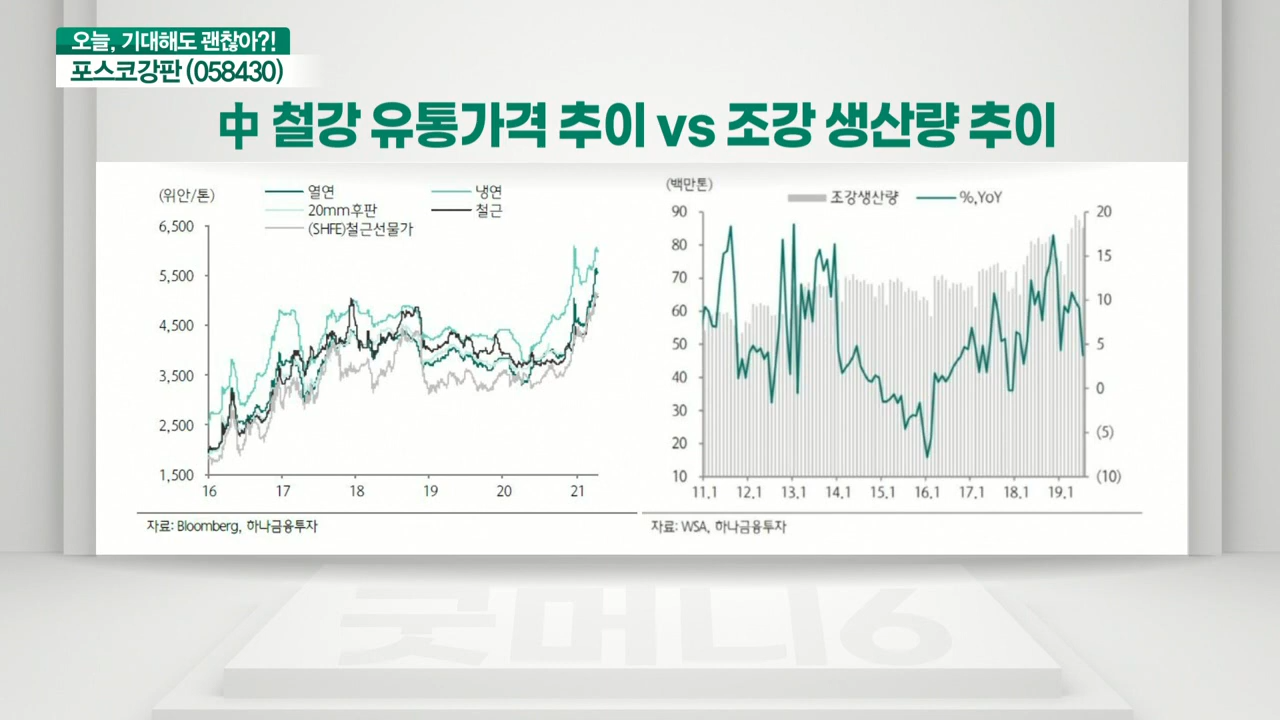 오늘, 기대해도 괜찮아?!
포스코강판 (058430)
中 철강 유통가격 추이 vs 조강 생산량 추이
(위안/톤)
열연
냉연
20mm후판
철근
(SHFE)철근선물가
6,500
5,500
4,500
3,500
2,500
1,500
16 17 18 19 20 21
자료: Bloomberg, 하나금융투자
(백만톤)
조강생산량
%,YoY
90
80
70
60
50
40
30
20
10
20
15
10
5
0
(5)
(10)
11.1 12.1 13.1 14.1 15.1 16.1 17.1 18.1 19.1
자료: WSA, 하나금융투자
굿머니6